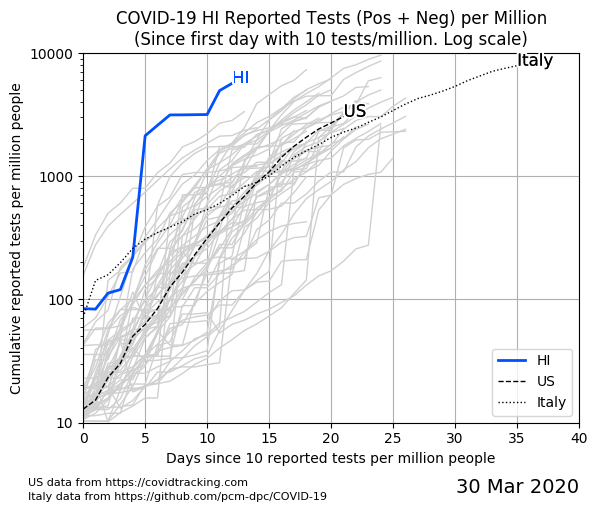 COVID-19 HI Reported Tests (Pos + Neg) per Million
(Since first day with 10 tests/million. Log scale)
Cumulative reported tests per million people
10000
1000
100
10
HI
US
Italy
HI
US
Italy
0 5 10 15 20 25 30 35 40
Days since 10 reported tests per million people
US data from https://covidtracking.com
Italy data from https://github.com/pcm-dpc/COVID-19
30 Mar 2020